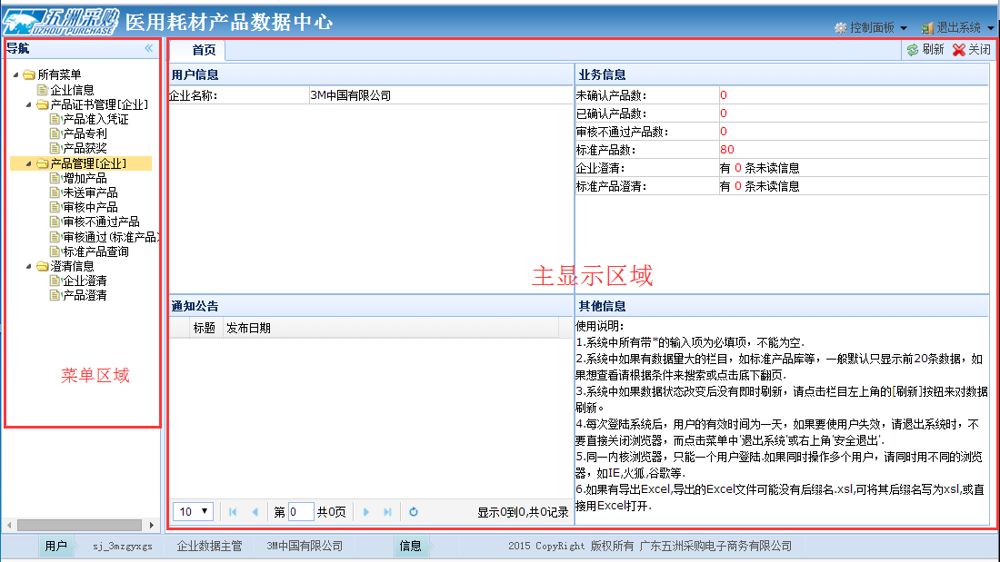 五洲采购
UZHOU PURCHASE
医用耗材产品数据中心
控制面板
退出系统
导航
首页
刷新
关闭
所有菜单
企业信息
产品证书管理[企业]
产品准入凭证
产品专利
产品获奖
产品管理[企业]
增加产品
未送审产品
审核中产品
审核不通过产品
审核通过(标准产品)
标准产品查询
澄清信息
企业澄清
产品澄清
菜单区域
用户信息
企业名称: 3M中国有限公司
业务信息
未确认产品数: 0
已确认产品数: 0
审核不通过产品数: 0
标准产品数: 80
企业澄清: 有 0 条未读信息
标准产品澄清: 有 0 条未读信息
主显示区域
通知公告
标题 发布日期
10 第 0 共0页 显示0到0,共0记录
其他信息
使用说明:
1.系统中所有带*的输入项为必填项，不能为空.
2.系统中如果有数据量大的栏目，如标准产品库等，一般默认只显示前20条数据，如
果想查看请根据条件来搜索或点击底下翻页.
3.系统中如果数据状态改变后没有即时刷新，请点击栏目左上角的[刷新]按钮来对数据
刷新。
4.每次登陆系统后，用户的有效时间为一天，如果要使用户失效，请退出系统时，不
要直接关闭浏览器，而点击菜单中'退出系统'或右上角'安全退出'.
5.同一内核浏览器，只能一个用户登陆.如果同时操作多个用户，请同时用不同的浏览
器，如IE,火狐,谷歌等.
6.如果有导出Excel,导出的Excel文件可能没有后缀名.xsl,可将其后缀名写为xsl,或直
接用Excel打开.
用户 sj_3mzgyxgs 企业数据主管 3M中国有限公司 信息 2015 CopyRight 版权所有 广东五洲采购电子商务有限公司